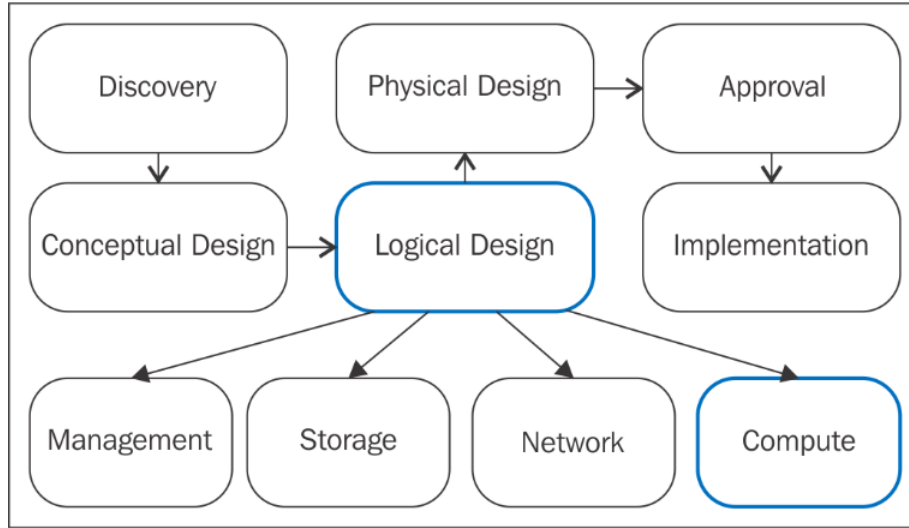 Discovery
Physical Design
Approval
Conceptual Design
Logical Design
Implementation
Management
Storage
Network
Compute